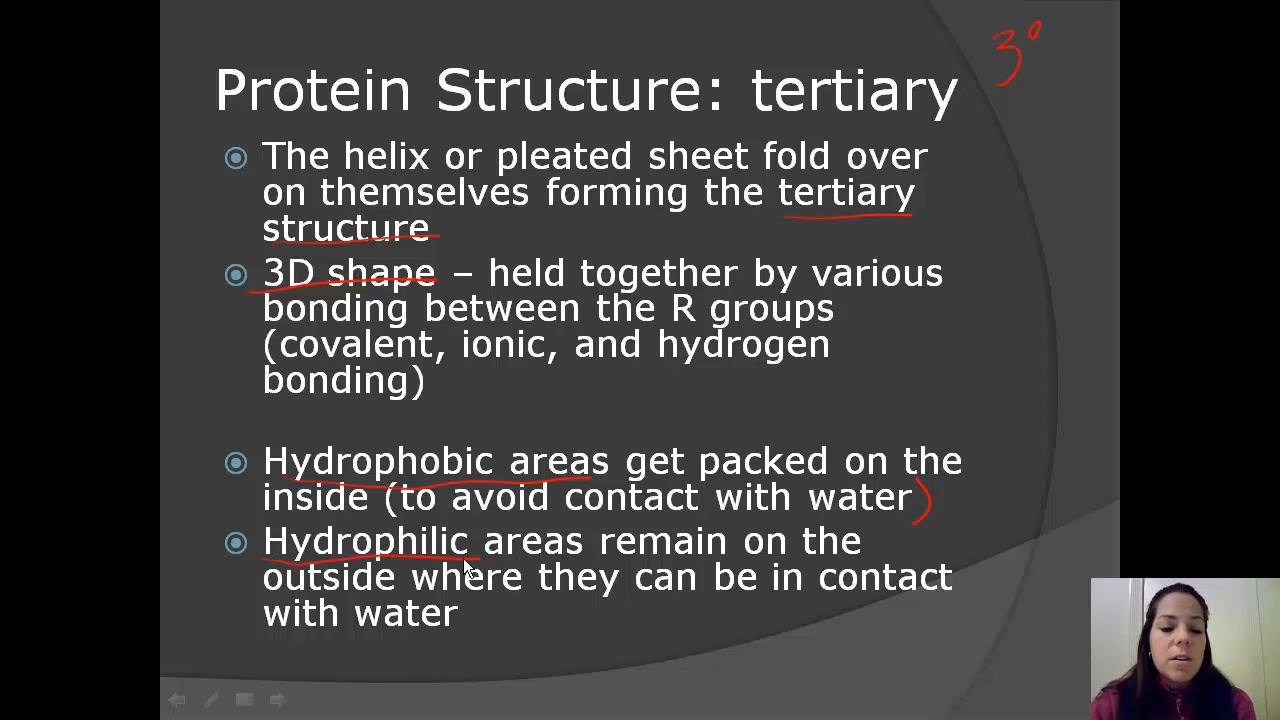 3°
Protein Structure: tertiary
The helix or pleated sheet fold over
on themselves forming the tertiary
structure
3D shape – held together by various
bonding between the R groups
(covalent, ionic, and hydrogen
bonding)
Hydrophobic areas get packed on the
inside (to avoid contact with water)
Hydrophilic areas remain on the
outside where they can be in contact
with water